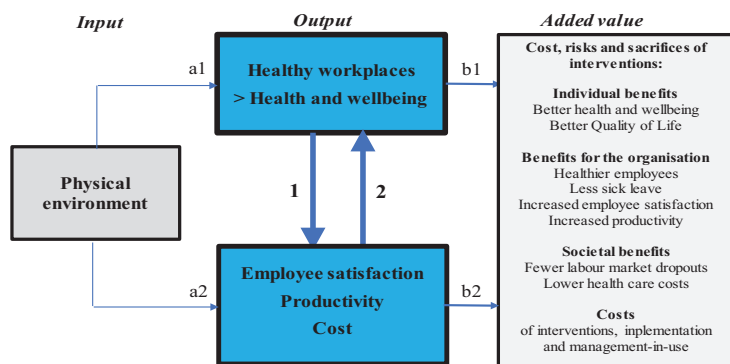 Input
Output
Added value
a1
Healthy workplaces
> Health and wellbeing
b1
Physical
environment
1
2
a2
Employee satisfaction
Productivity
Cost
b2
Cost, risks and sacrifices of
interventions:
Individual benefits
Better health and wellbeing
Better Quality of Life
Benefits for the organisation
Healthier employees
Less sick leave
Increased employee satisfaction
Increased productivity
Societal benefits
Fewer labour market dropouts
Lower health care costs
Costs
of interventions, inplementation
and management-in-use